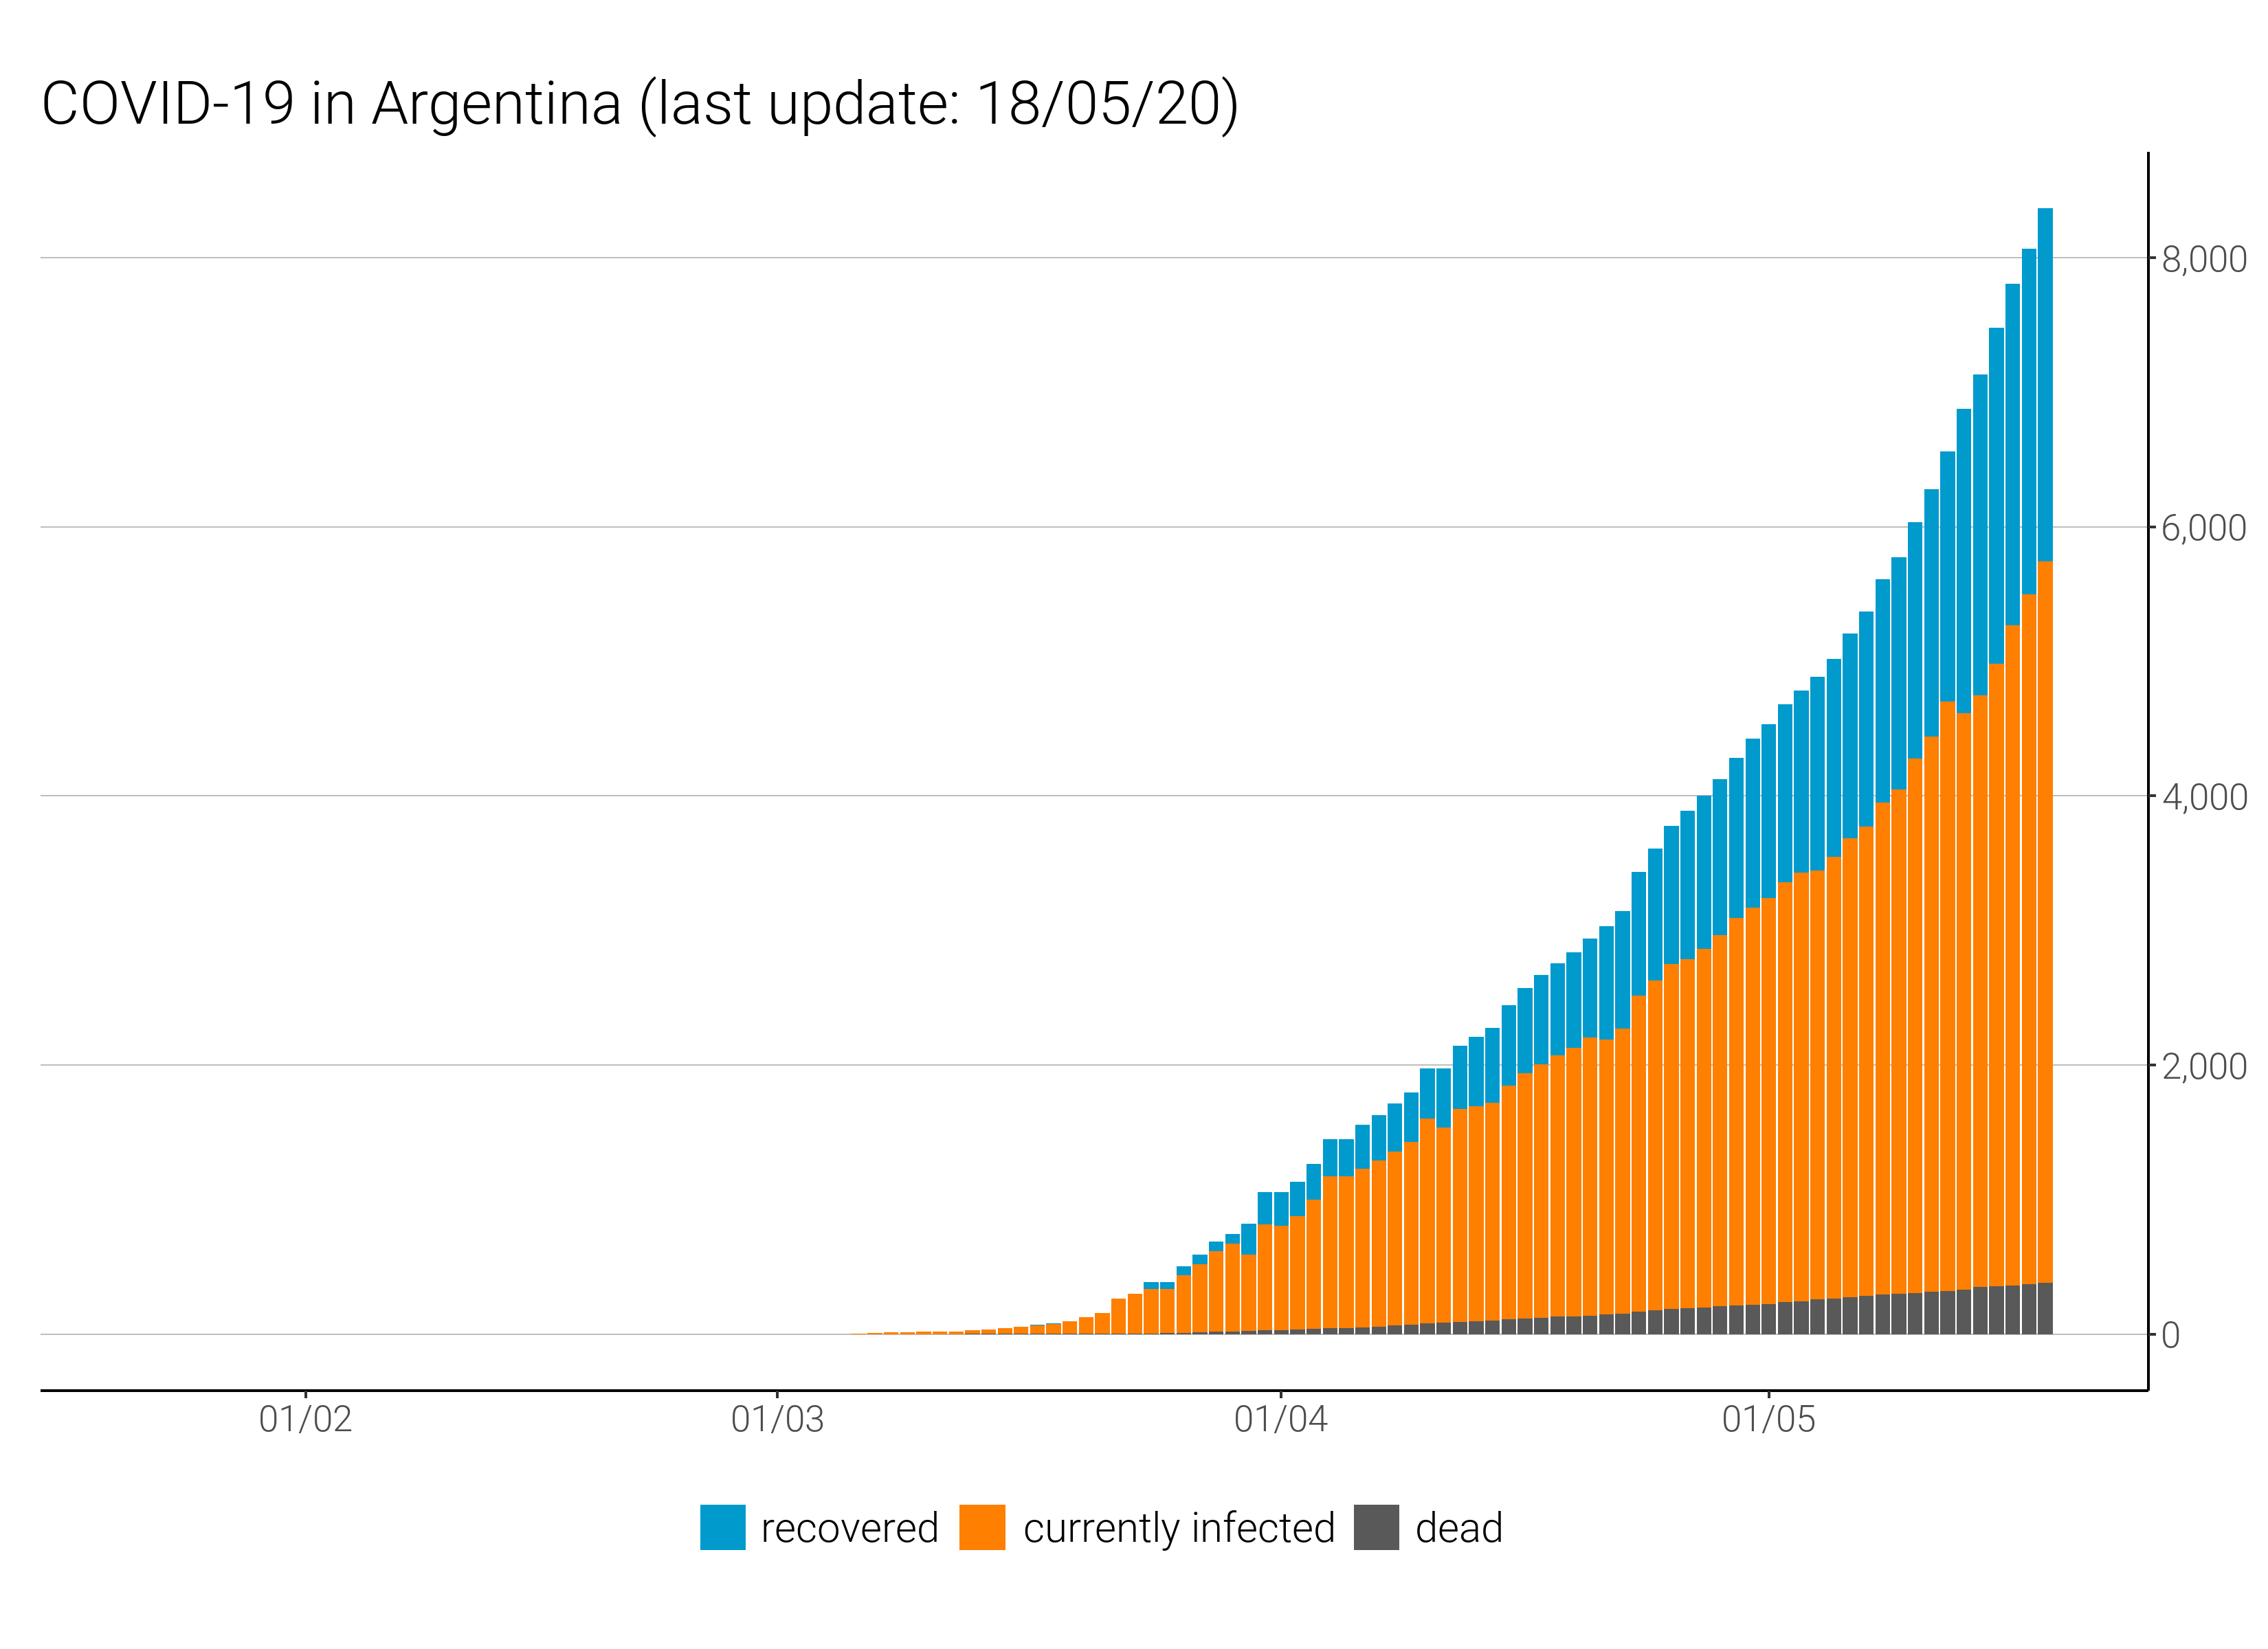 COVID-19 in Argentina (last update: 18/05/20)
8,000
6,000
4,000
2,000
0
01/02 01/03 01/04 01/05
recovered currently infected dead